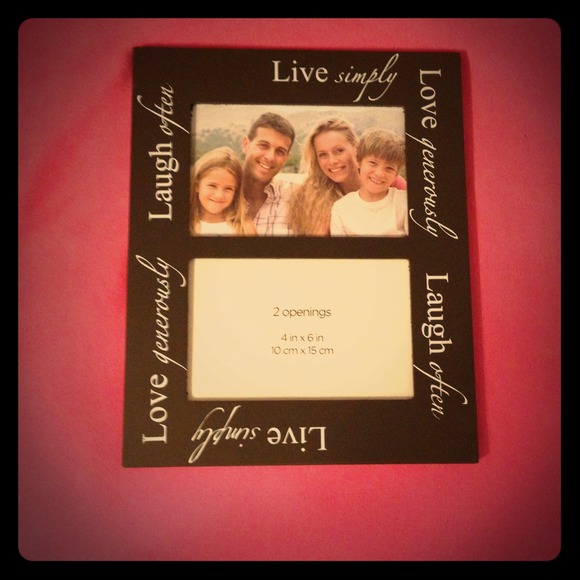 Live simply
Love generously
Laugh often
Live simply
Love generously
Laugh often
2 openings
4 in x 6 in
10 cm x 15 cm